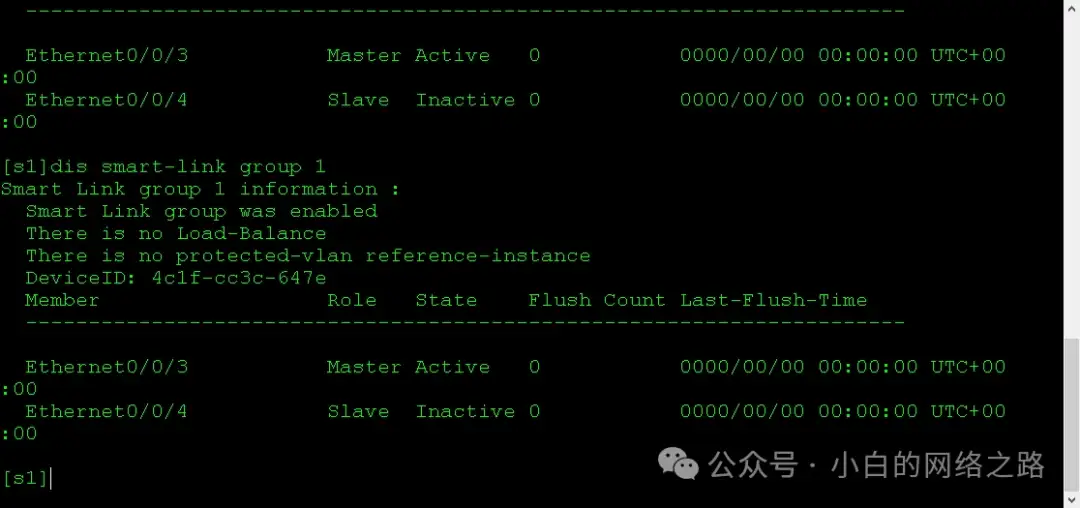 --------------------------------------------------------------------
Ethernet0/0/3 Master Active 0 0000/00/00 00:00:00 UTC+00
:00
Ethernet0/0/4 Slave Inactive 0 0000/00/00 00:00:00 UTC+00
:00
[s1]dis smart-link group 1
Smart Link group 1 information :
Smart Link group was enabled
There is no Load-Balance
There is no protected-vlan reference-instance
DeviceID: 4c1f-cc3c-647e
Member Role State Flush Count Last-Flush-Time
--------------------------------------------------------------------
Ethernet0/0/3 Master Active 0 0000/00/00 00:00:00 UTC+00
:00
Ethernet0/0/4 Slave Inactive 0 0000/00/00 00:00:00 UTC+00
:00
[s1]
公众号 · 小白的网络之路